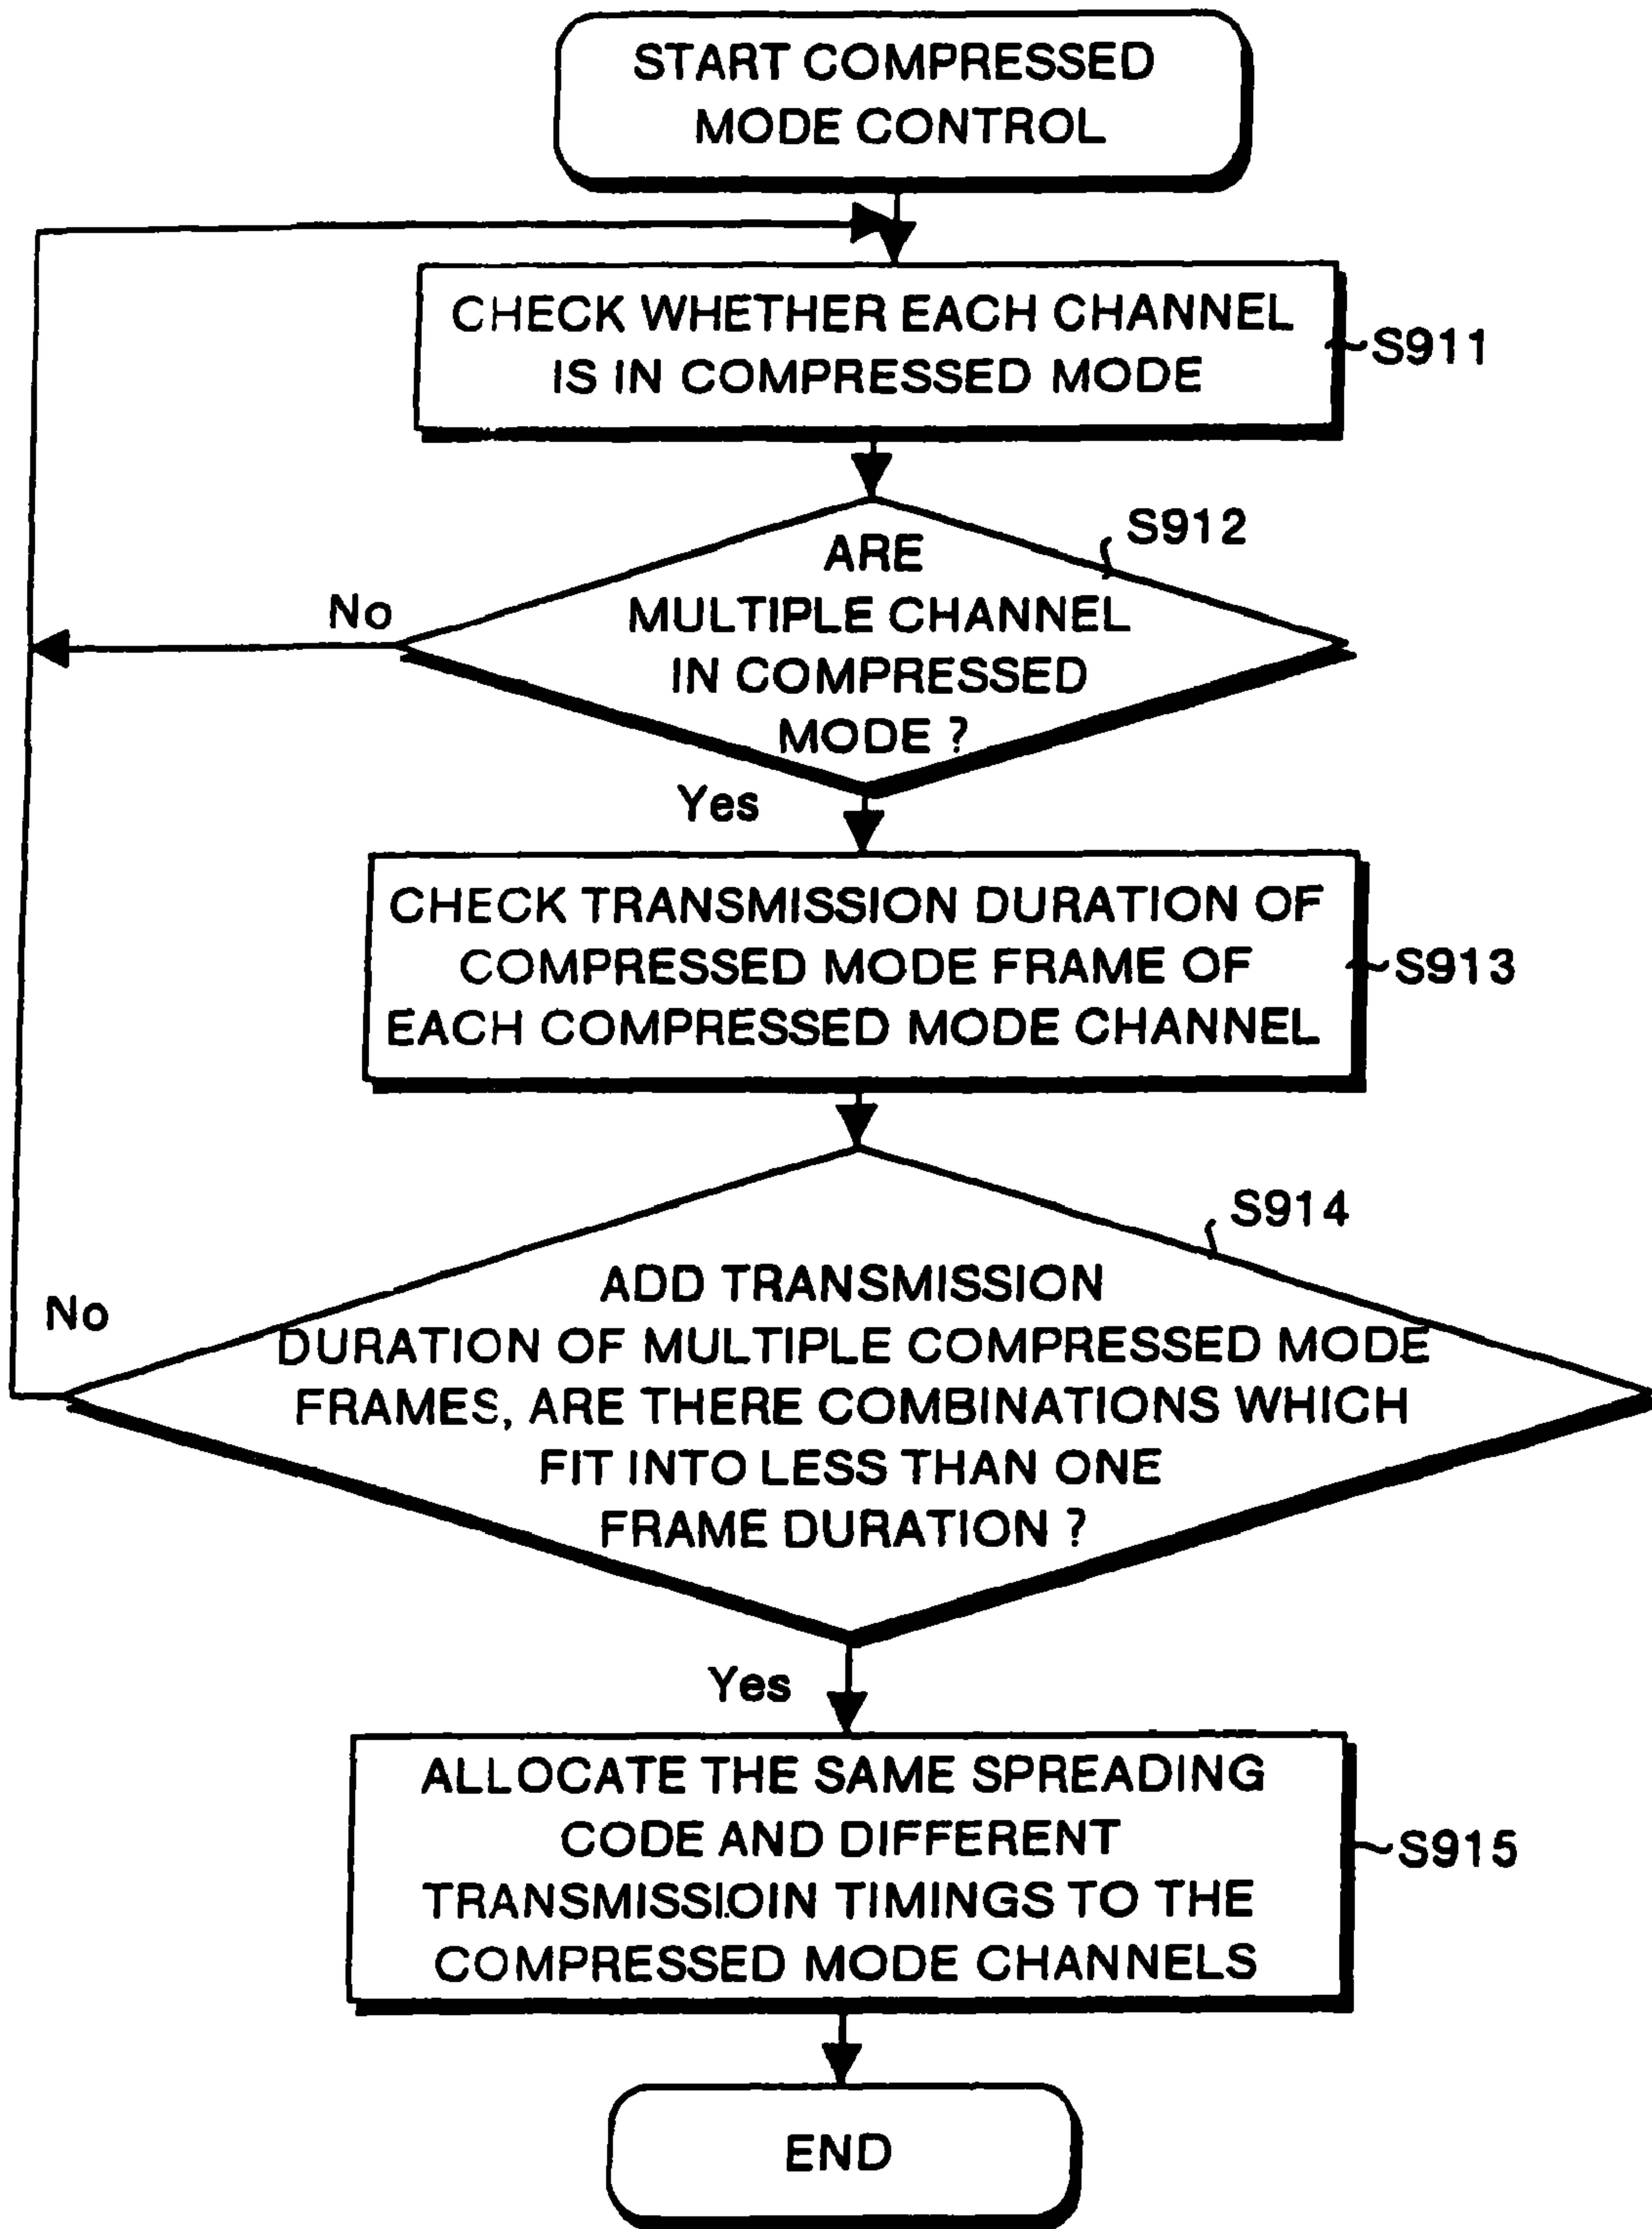 START COMPRESSED
MODE CONTROL
CHECK WHETHER EACH CHANNEL
IS IN COMPRESSED MODE
S911
S912
ARE
MULTIPLE CHANNEL
IN COMPRESSED
MODE ?
No
Yes
CHECK TRANSMISSION DURATION OF
COMPRESSED MODE FRAME OF
EACH COMPRESSED MODE CHANNEL
S913
S914
ADD TRANSMISSION
DURATION OF MULTIPLE COMPRESSED MODE
FRAMES, ARE THERE COMBINATIONS WHICH
FIT INTO LESS THAN ONE
FRAME DURATION ?
No
Yes
ALLOCATE THE SAME SPREADING
CODE AND DIFFERENT
TRANSMISSIOIN TIMINGS TO THE
COMPRESSED MODE CHANNELS
S915
END